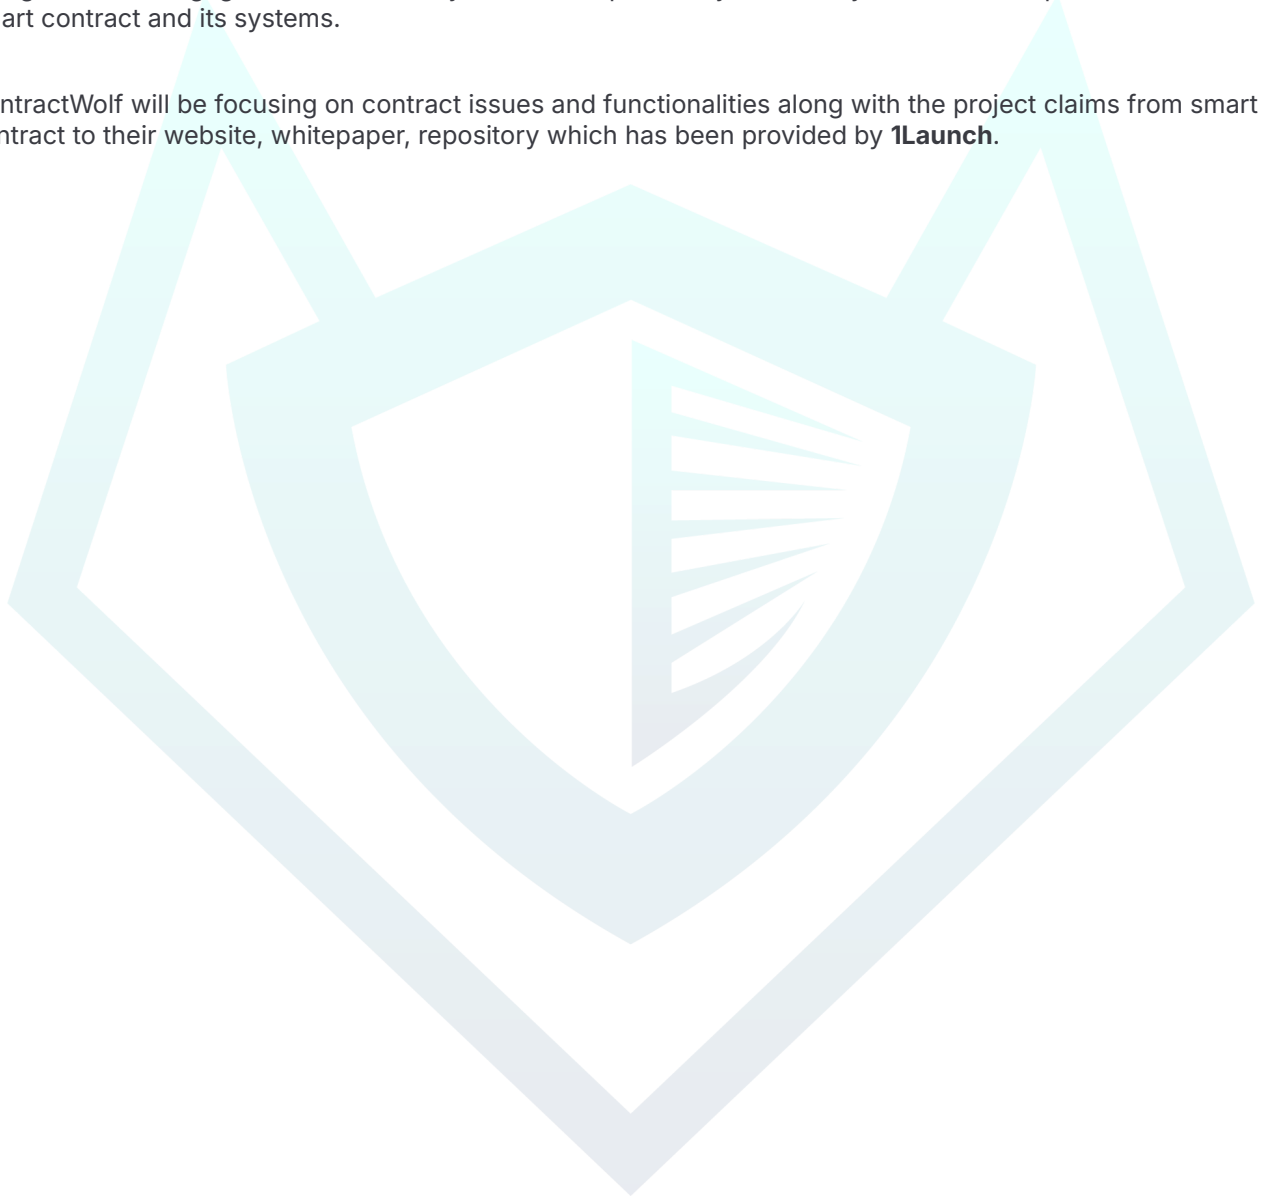 art contract and its systems.
ntractWolf will be focusing on contract issues and functionalities along with the project claims from smart
ntract to their website, whitepaper, repository which has been provided by 1Launch.